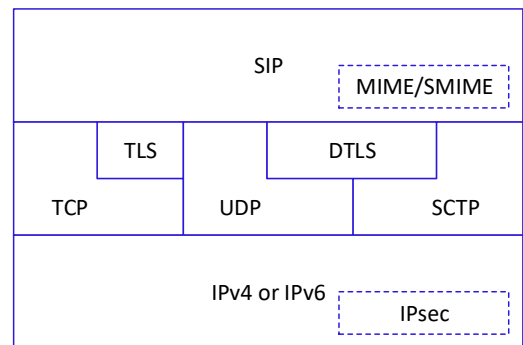 SIP
MIME/SMIME
TLS
DTLS
TCP
UDP
SCTP
IPv4 or IPv6
IPsec